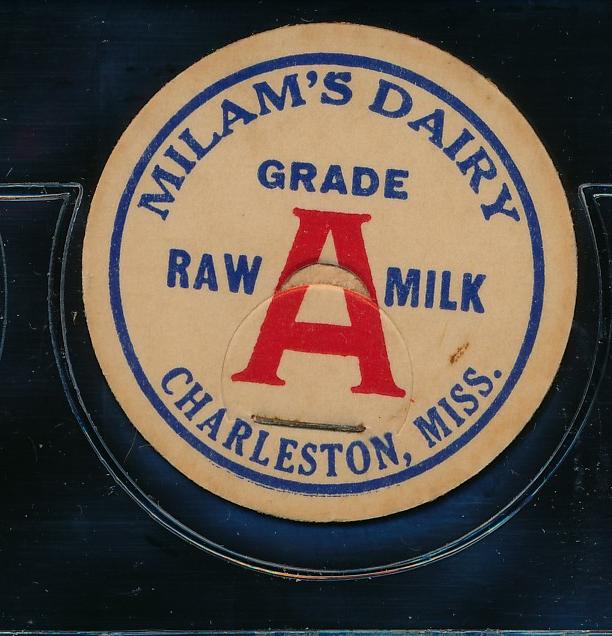 MILAM'S DAIRY
GRADE
A
RAW MILK
CHARLESTON, MISS.